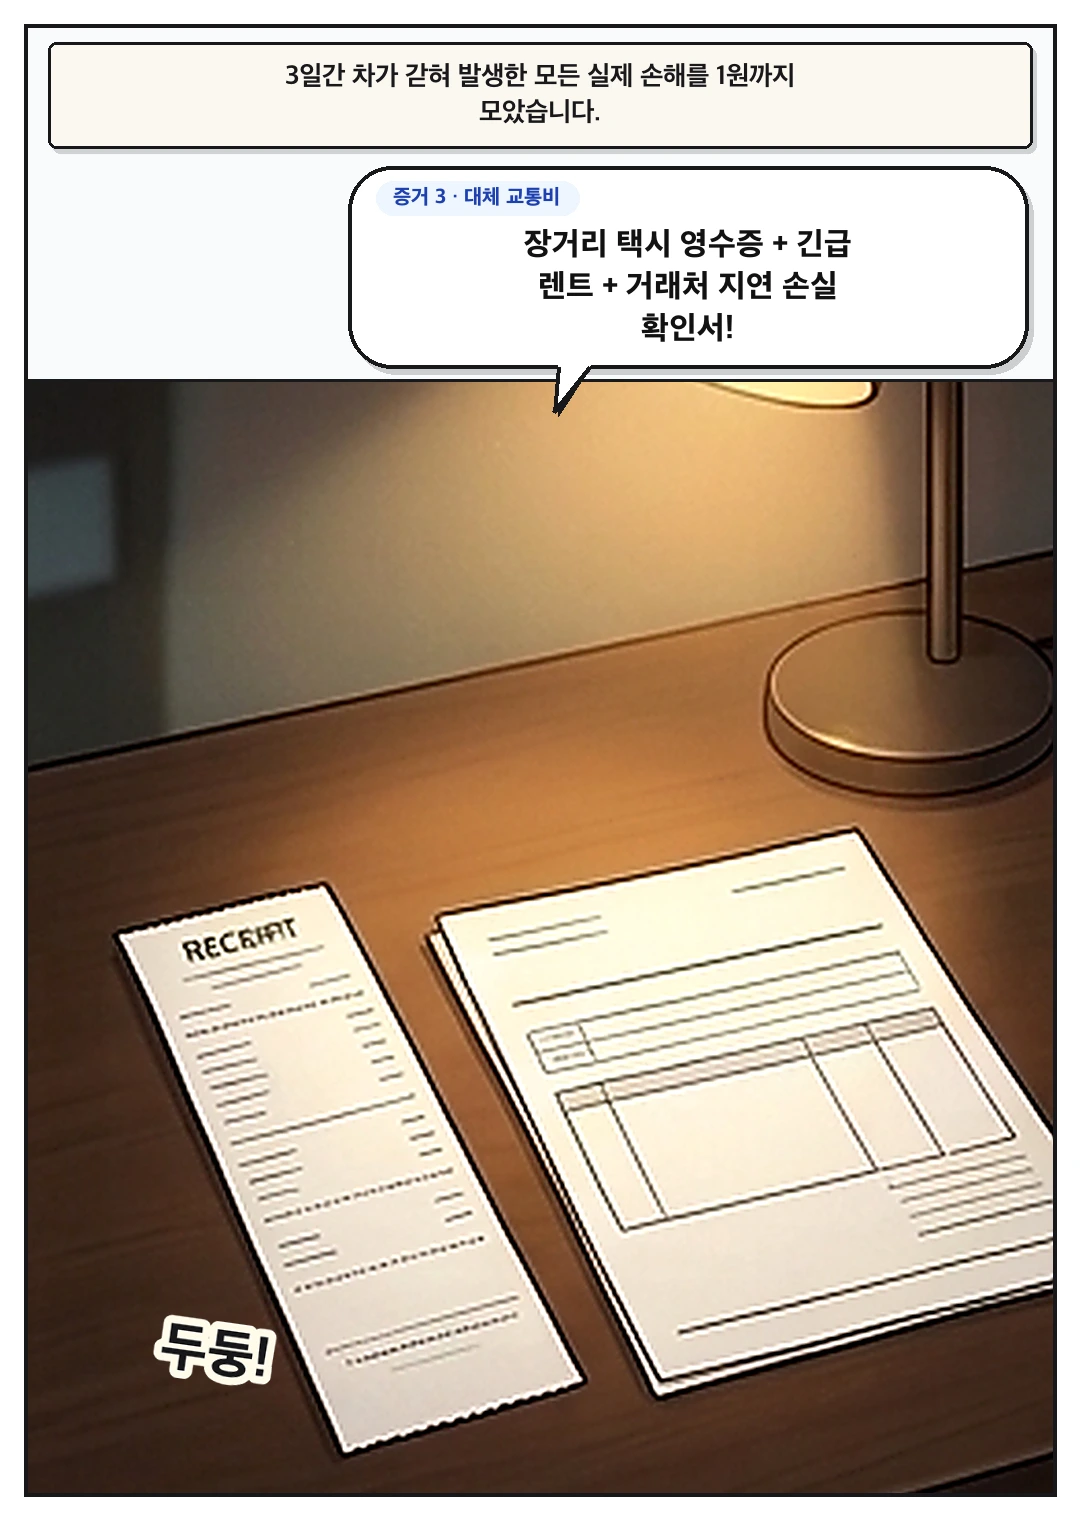 3일간 차가 갇혀 발생한 모든 실제 손해를 1원까지
모았습니다.
증거 3 · 대체 교통비
장거리 택시 영수증 + 긴급
렌트 + 거래처 지연 손실
확인서!
두둥!